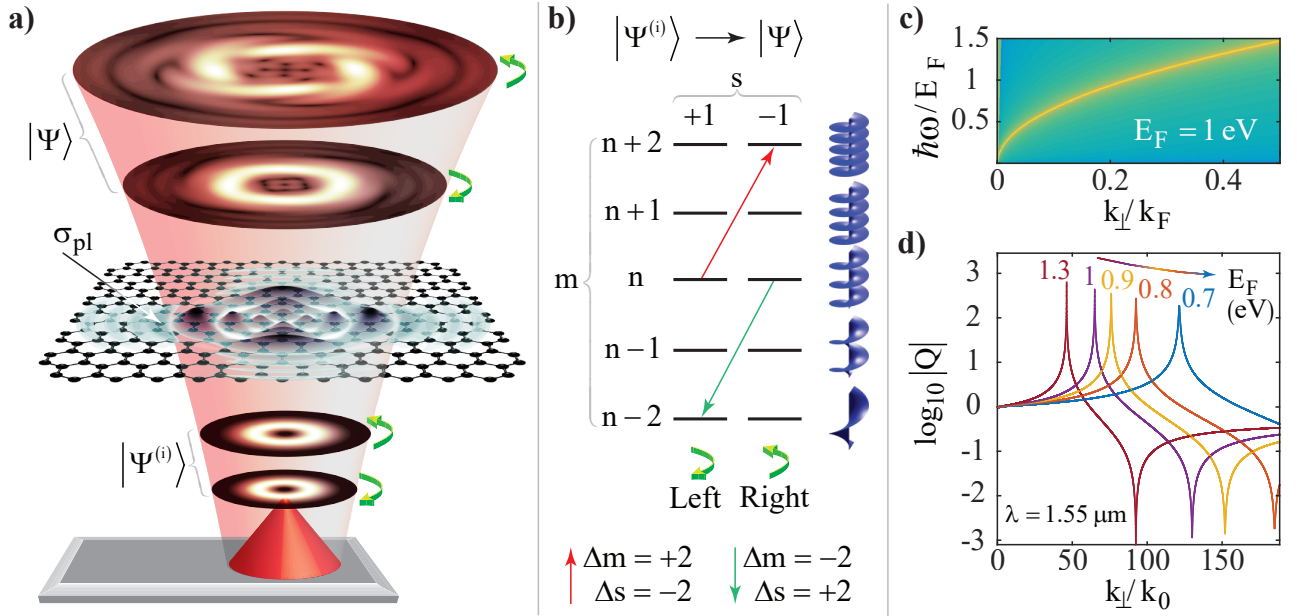 a)
|Ψ⟩
σpl
|Ψ(i)⟩
b)
|Ψ(i)⟩ → |Ψ⟩
s
+1 −1
m
n+2
n+1
n
n−1
n−2
Left Right
Δm = +2 Δm = −2
Δs = −2 Δs = +2
c)
ħω/E F
1.5
1
0.5
EF = 1 eV
0 0.2 0.4
k⊥/kF
d)
log10|Q|
3
2
1
0
-1
-2
-3
1.3 1 0.9 0.8 0.7
EF
(eV)
λ = 1.55 μm
0 50 100 150
k⊥/k0